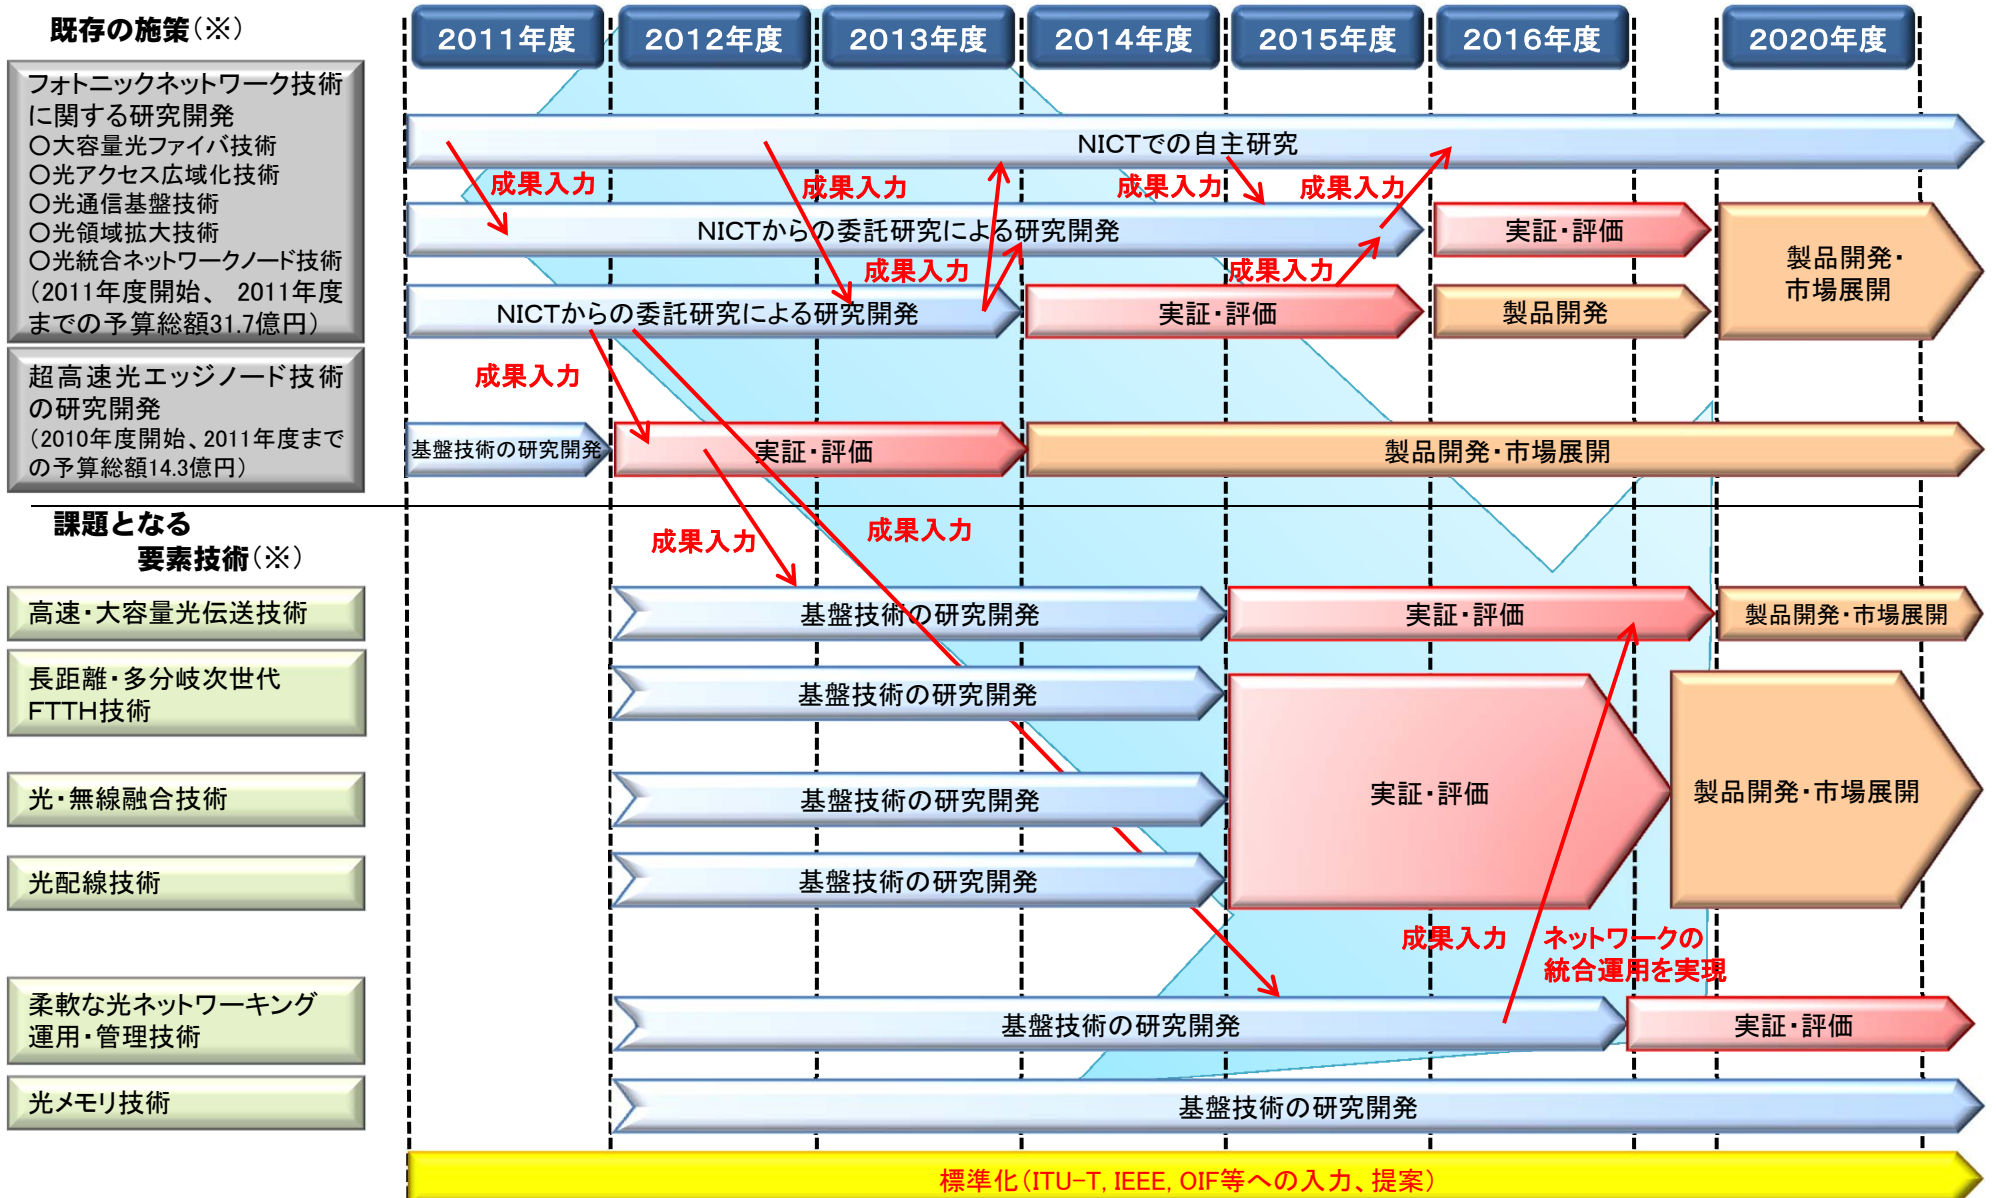 既存の施策(※)
2011年度
2012年度
2013年度
2014年度
2015年度
2016年度
2020年度
フォトニックネットワーク技術
に関する研究開発
○大容量光ファイバ技術
○光アクセス広域化技術
○光通信基盤技術
○光領域拡大技術
○光統合ネットワークノード技術
(2011年度開始、 2011年度
までの予算総額31.7億円)
NICTでの自主研究
成果入力
成果入力
成果入力
成果入力
NICTからの委託研究による研究開発
実証・評価
製品開発・
市場展開
成果入力
成果入力
NICTからの委託研究による研究開発
実証・評価
製品開発
超高速光エッジノード技術
の研究開発
(2010年度開始、2011年度まで
の予算総額14.3億円)
成果入力
基盤技術の研究開発
実証・評価
製品開発・市場展開
課題となる
要素技術(※)
成果入力
成果入力
高速・大容量光伝送技術
基盤技術の研究開発
実証・評価
製品開発・市場展開
長距離・多分岐次世代
FTTH技術
基盤技術の研究開発
光・無線融合技術
基盤技術の研究開発
実証・評価
製品開発・市場展開
光配線技術
基盤技術の研究開発
成果入力
ネットワークの
統合運用を実現
柔軟な光ネットワーキング
運用・管理技術
基盤技術の研究開発
実証・評価
光メモリ技術
基盤技術の研究開発
標準化(ITU-T, IEEE, OIF等への入力、提案)